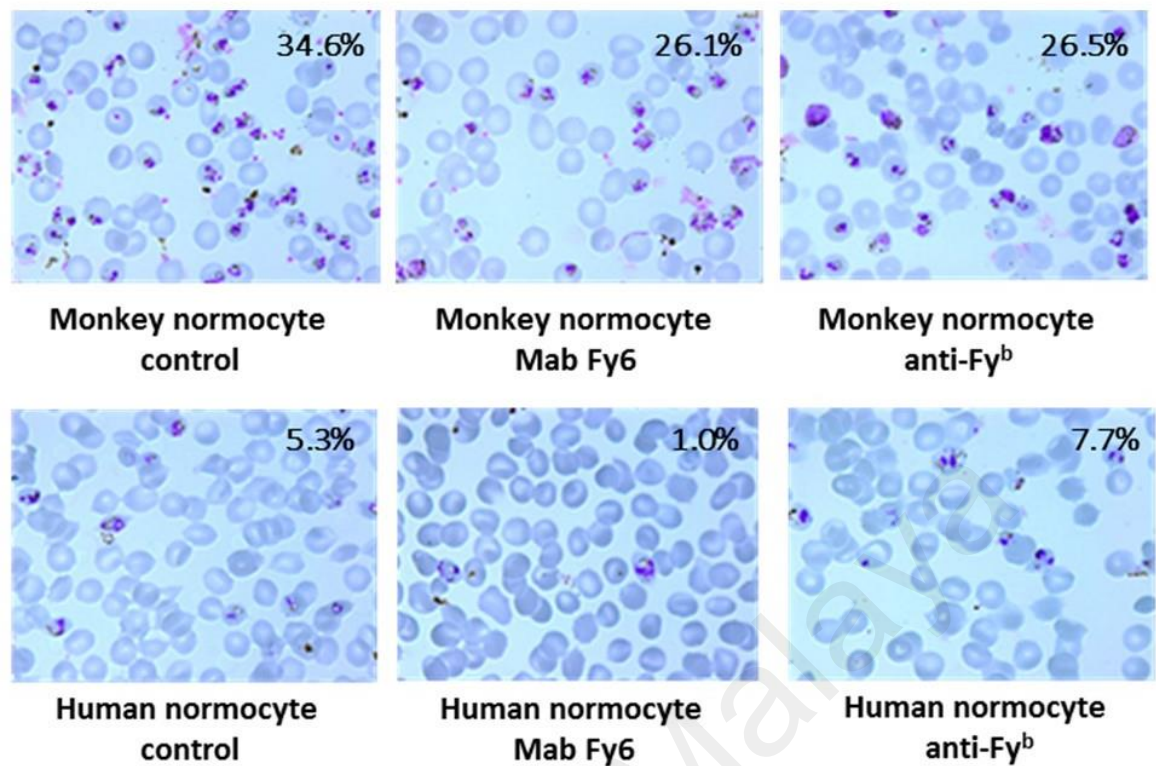 34.6%
26.1%
26.5%
Monkey normocyte
control
Monkey normocyte
Mab Fy6
Monkey normocyte
anti-Fyᵇ
5.3%
1.0%
7.7%
Human normocyte
control
Human normocyte
Mab Fy6
Human normocyte
anti-Fyᵇ
Malaya